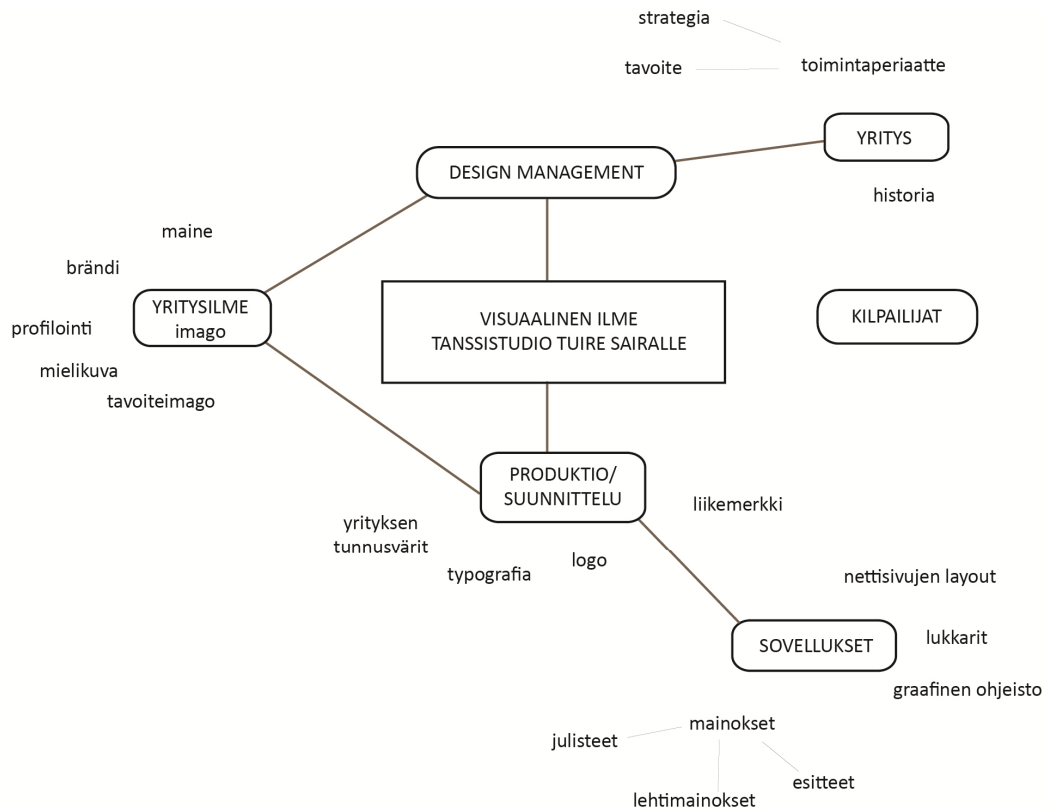 strategia
tavoite
toimintaperiaatte
YRITYS
DESIGN MANAGEMENT
historia
maine
brändi
YRITYSILME
imago
profilointi
mielikuva
tavoiteimago
VISUAALINEN ILME
TANSSISTUDIO TUIRE SAIRALLE
KILPAILIJAT
PRODUKTIO/
SUUNNITTELU
liikemerkki
yrityksen
tunnusvärit
typografia
logo
nettisivujen layout
SOVELLUKSET
lukkarit
graafinen ohjeisto
mainokset
julisteet
esitteet
lehtimainokset